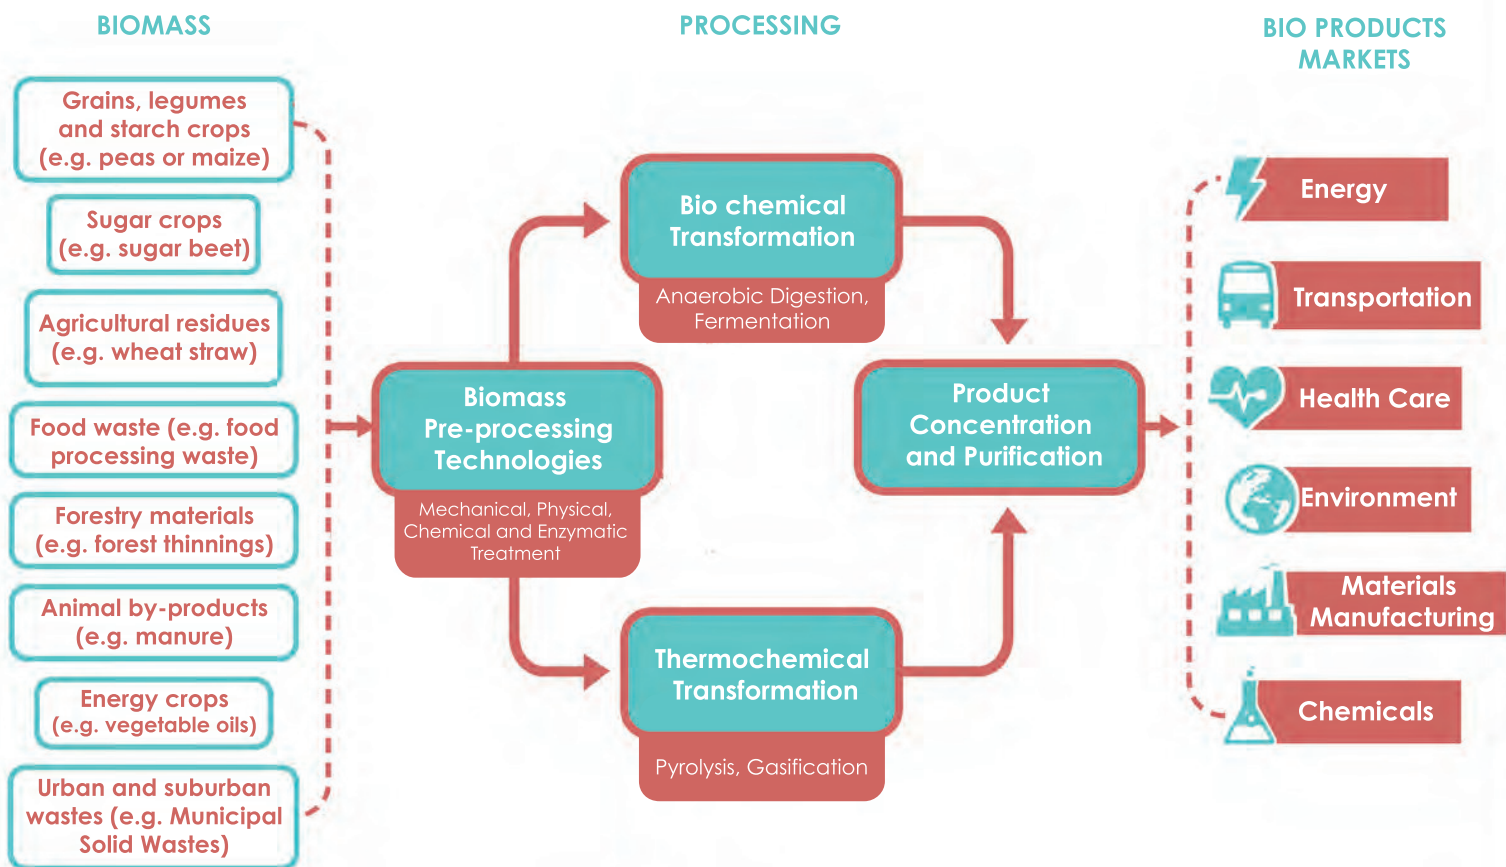 BIOMASS
Grains, legumes
and starch crops
(e.g. peas or maize)
Sugar crops
(e.g. sugar beet)
Agricultural residues
(e.g. wheat straw)
Food waste (e.g. food
processing waste)
Forestry materials
(e.g. forest thinnings)
Animal by-products
(e.g. manure)
Energy crops
(e.g. vegetable oils)
Urban and suburban
wastes (e.g. Municipal
Solid Wastes)
PROCESSING
Biomass
Pre-processing
Technologies
Mechanical, Physical,
Chemical and Enzymatic
Treatment
Bio chemical
Transformation
Anaerobic Digestion,
Fermentation
Thermochemical
Transformation
Pyrolysis, Gasification
Product
Concentration
and Purification
BIO PRODUCTS
MARKETS
Energy
Transportation
Health Care
Environment
Materials
Manufacturing
Chemicals